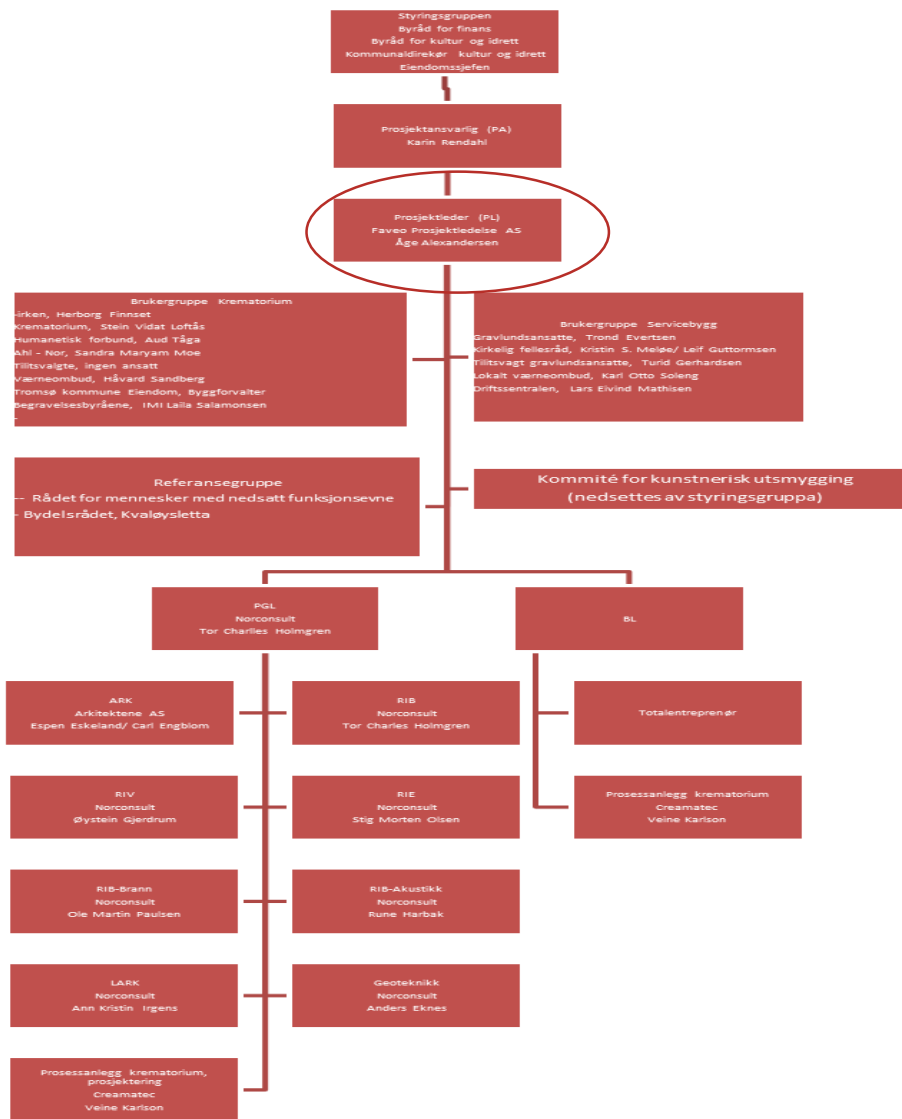 Styringsgruppen
Byråd for finans
Byråd for kultur og idrett
Kommunaldirekør kultur og idrett
Eiendomssjefen
Prosjektansvarlig (PA)
Karin Rendahl
Prosjektleder (PL)
Faveo Prosjektledelse AS
Åge Alexandersen
Brukergruppe Krematorium
-irken, Herborg Finnset
Krematorium, Stein Vidat Loftås
Humanetisk forbund, Aud Tåga
Ahl - Nor, Sandra Maryam Moe
Tilitsvalgte, ingen ansatt
Værneombud, Håvard Sandberg
Tromsø kommune Eiendom, Byggforvalter
Begravelsesbyråene, IMI Laila Salamonsen
-
Brukergruppe Servicebygg
Gravlundsansatte, Trond Evertsen
Kirkelig fellesråd, Kristin S. Meløe/ Leif Guttormsen
Tilitsvagt gravlundsansatte, Turid Gerhardsen
Lokalt værneombud, Karl Otto Soleng
Driftssentralen, Lars Eivind Mathisen
Referansegruppe
-- Rådet for mennesker med nedsatt funksjonsevne
- Bydelsrådet, Kvaløysletta
Kommité for kunstnerisk utsmygging
(nedsettes av styringsgruppa)
PGL
Norconsult
Tor Charlles Holmgren
BL
ARK
Arkitektene AS
Espen Eskeland/ Carl Engblom
RIB
Norconsult
Tor Charles Holmgren
Totalentreprenør
RIV
Norconsult
Øystein Gjerdrum
RIE
Norconsult
Stig Morten Olsen
Prosessanlegg krematorium
Creamatec
Veine Karlson
RIB-Brann
Norconsult
Ole Martin Paulsen
RIB-Akustikk
Norconsult
Rune Harbak
LARK
Norconsult
Ann Kristin Irgens
Geoteknikk
Norconsult
Anders Eknes
Prosessanlegg krematorium,
prosjektering
Creamatec
Veine Karlson